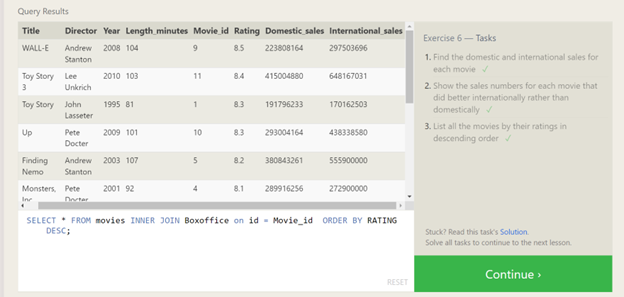 Query Results
Title Director Year Length_minutes Movie_id Rating Domestic_sales International_sales
WALL-E Andrew Stanton 2008 104 9 8.5 223808164 297503696
Toy Story 3 Lee Unkrich 2010 103 11 8.4 415004880 648167031
Toy Story John Lasseter 1995 81 1 8.3 191796233 170162503
Up Pete Docter 2009 101 10 8.3 293004164 438338580
Finding Nemo Andrew Stanton 2003 107 5 8.2 380843261 555900000
Monsters, Inc. Pete Docter 2001 92 4 8.1 289916256 272900000
SELECT * FROM movies INNER JOIN Boxoffice on id = Movie_id ORDER BY RATING
DESC;
RESET
Exercise 6 — Tasks
1. Find the domestic and international sales for
each movie ✓
2. Show the sales numbers for each movie that
did better internationally rather than
domestically ✓
3. List all the movies by their ratings in
descending order ✓
Stuck? Read this task's Solution.
Solve all tasks to continue to the next lesson.
Continue ›